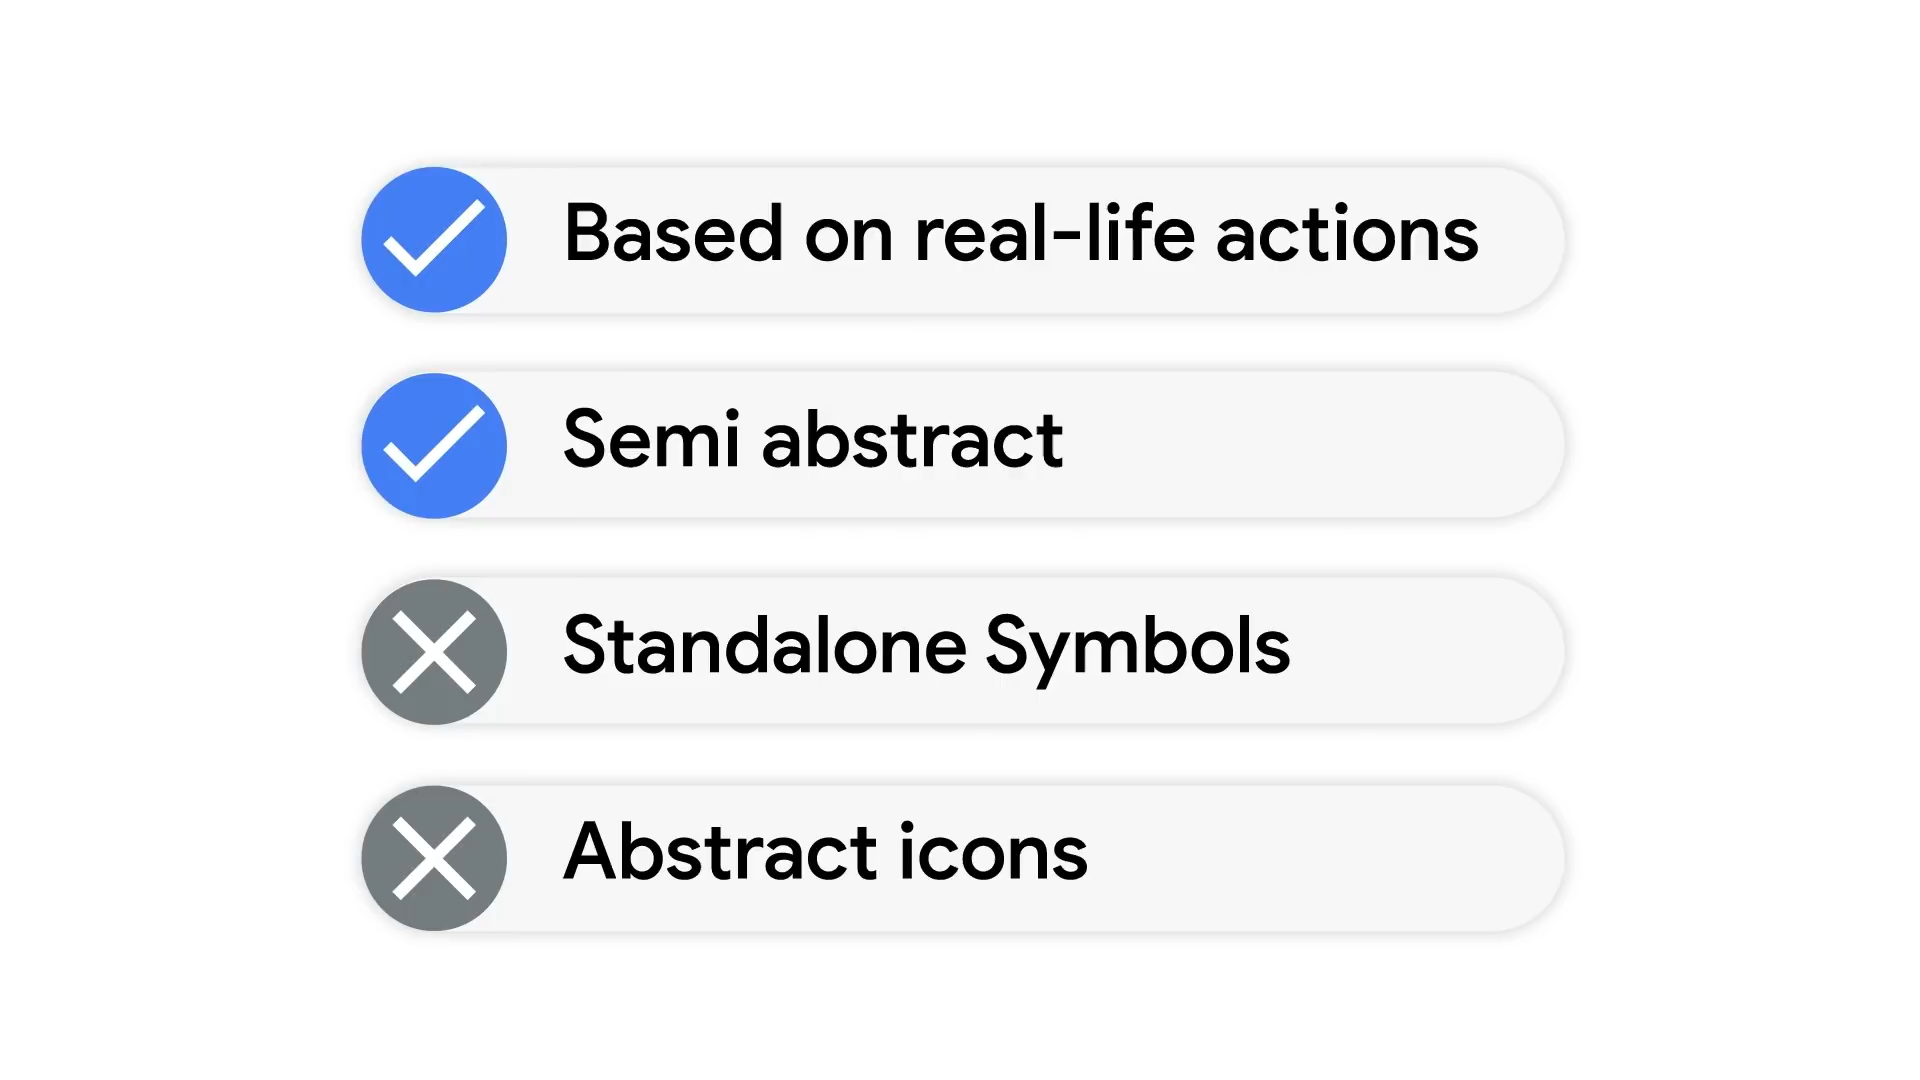 Based on real-life actions
Semi abstract
Standalone Symbols
Abstract icons